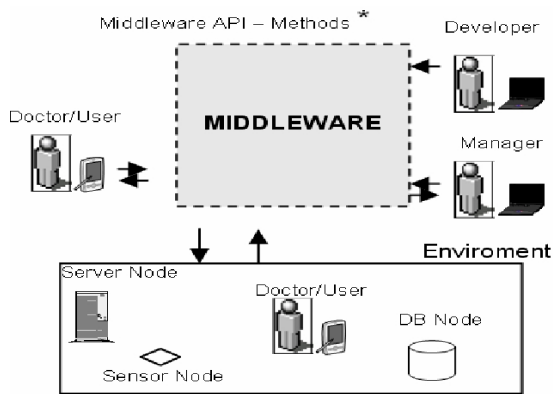 Middleware API – Methods *
Developer
Doctor/User
MIDDLEWARE
Manager
Enviroment
Server Node
Doctor/User
DB Node
Sensor Node